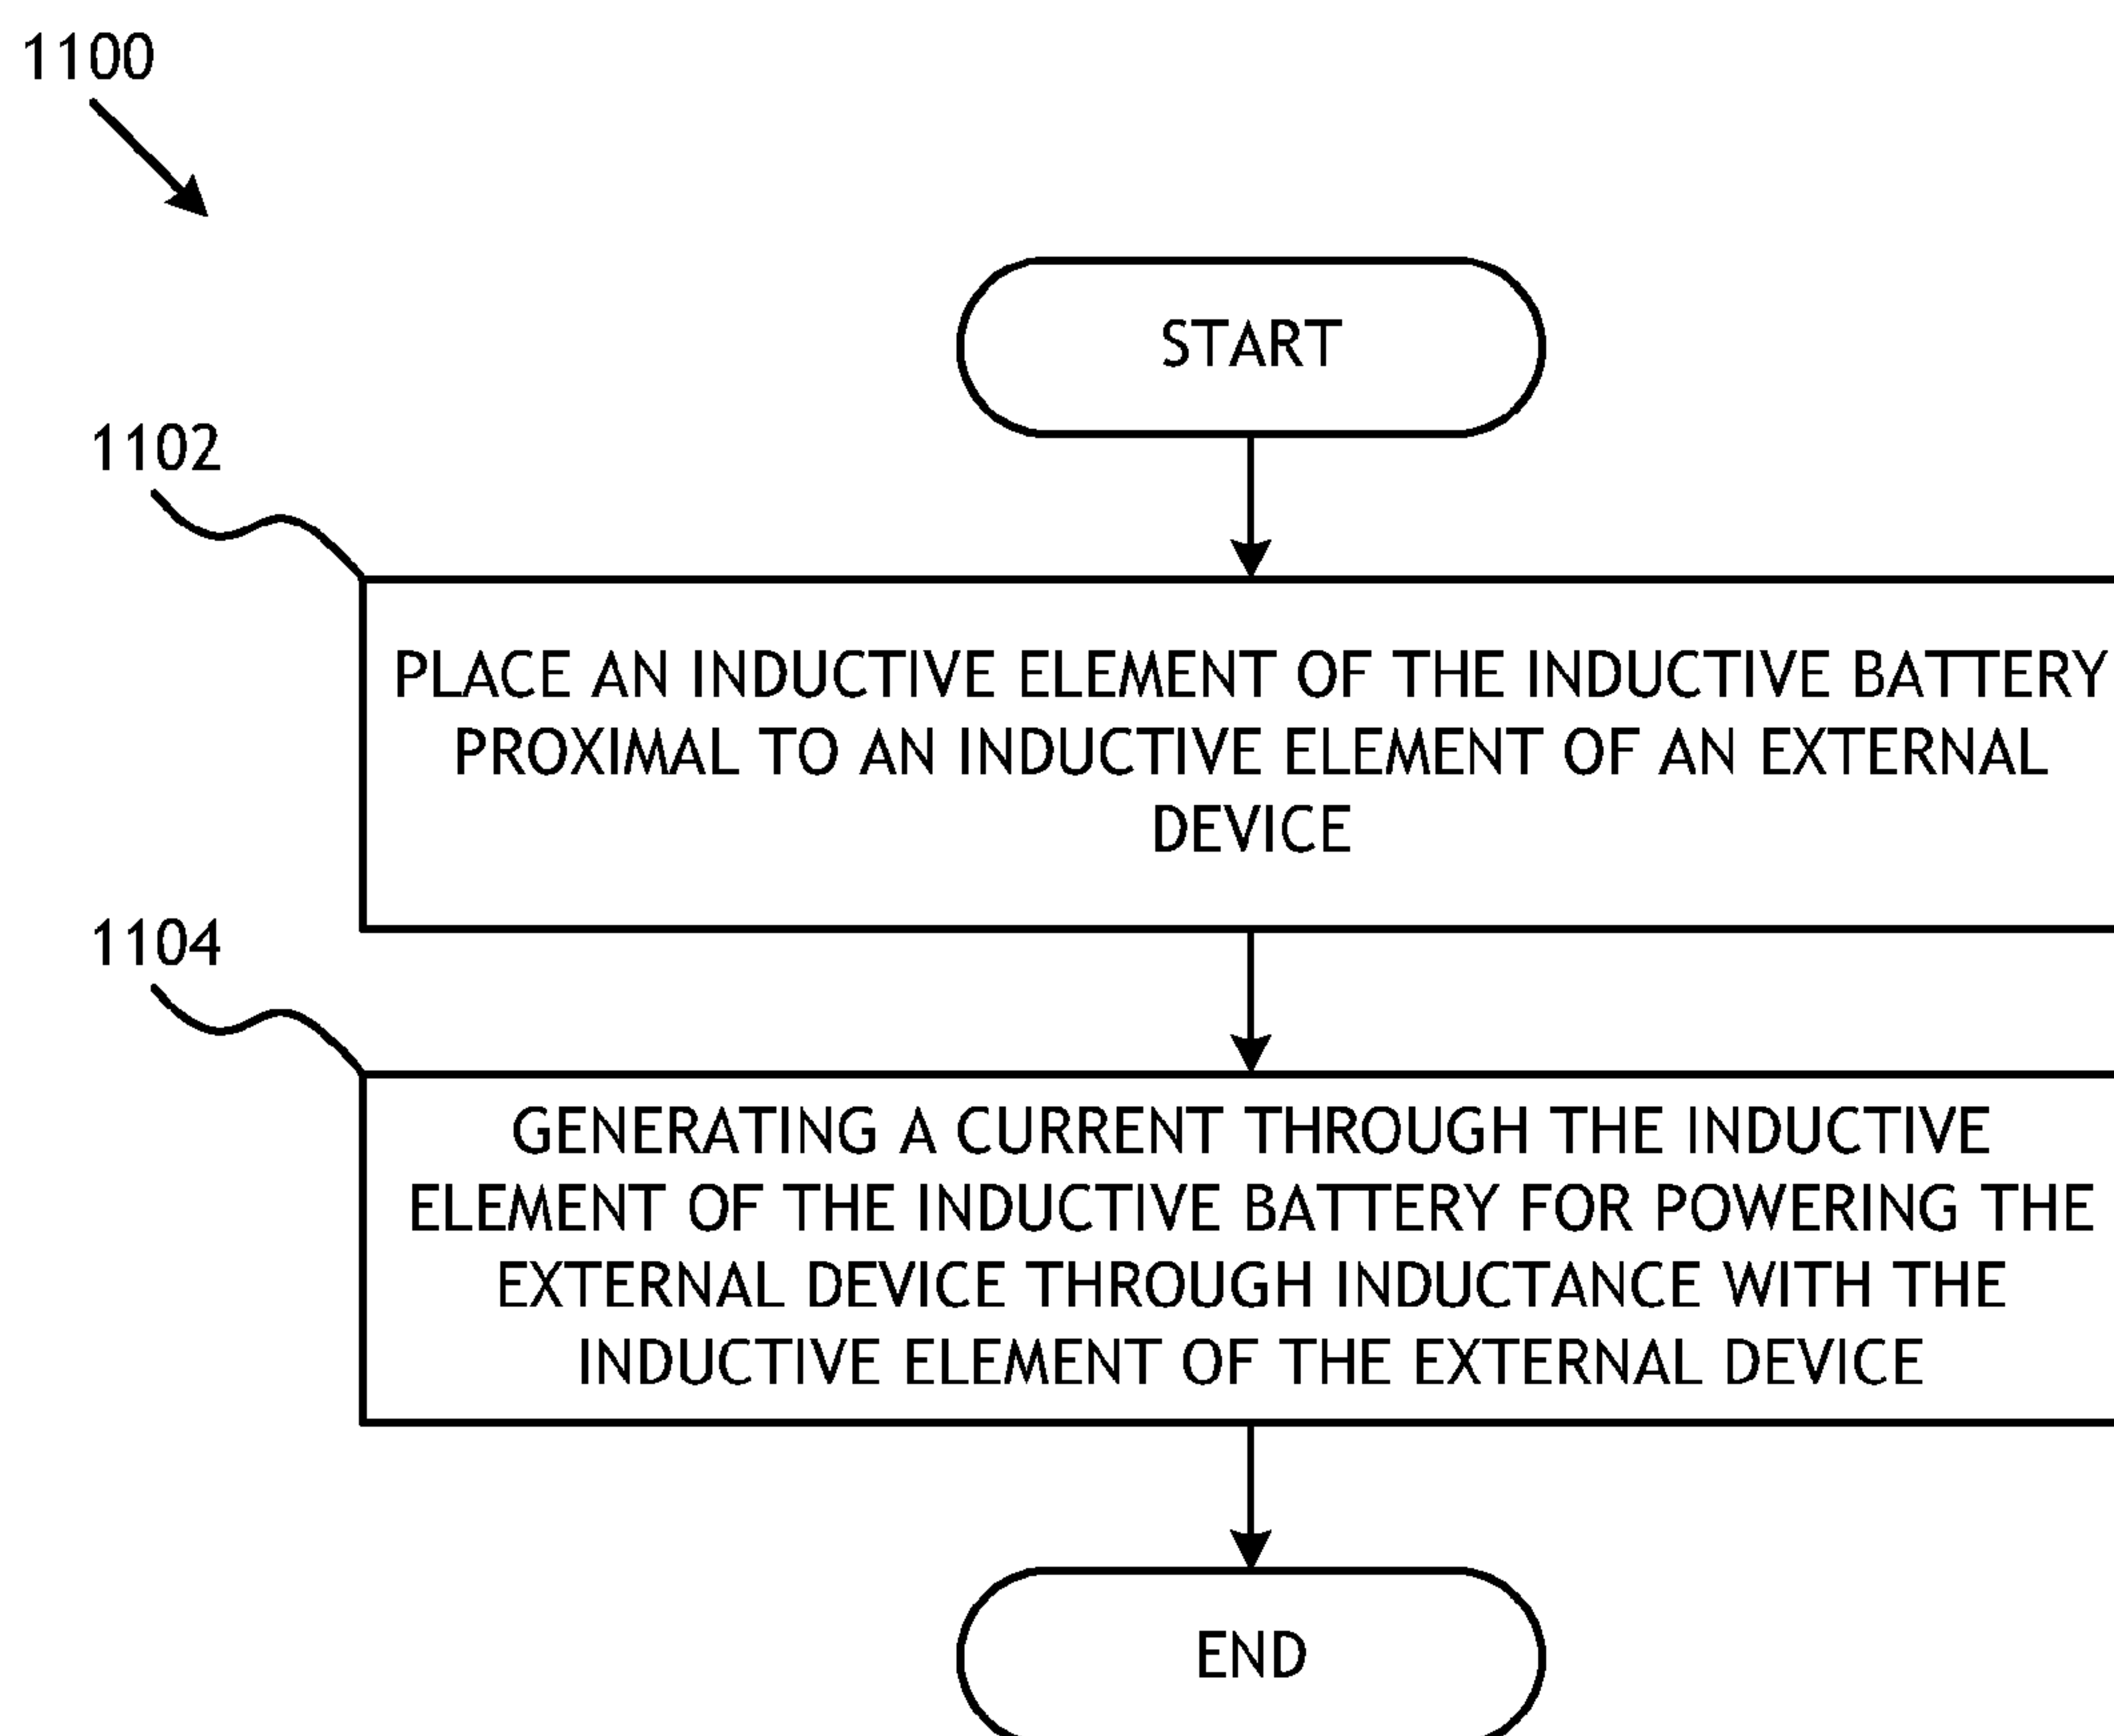 1100
START
1102
PLACE AN INDUCTIVE ELEMENT OF THE INDUCTIVE BATTERY
PROXIMAL TO AN INDUCTIVE ELEMENT OF AN EXTERNAL
DEVICE
1104
GENERATING A CURRENT THROUGH THE INDUCTIVE
ELEMENT OF THE INDUCTIVE BATTERY FOR POWERING THE
EXTERNAL DEVICE THROUGH INDUCTANCE WITH THE
INDUCTIVE ELEMENT OF THE EXTERNAL DEVICE
END